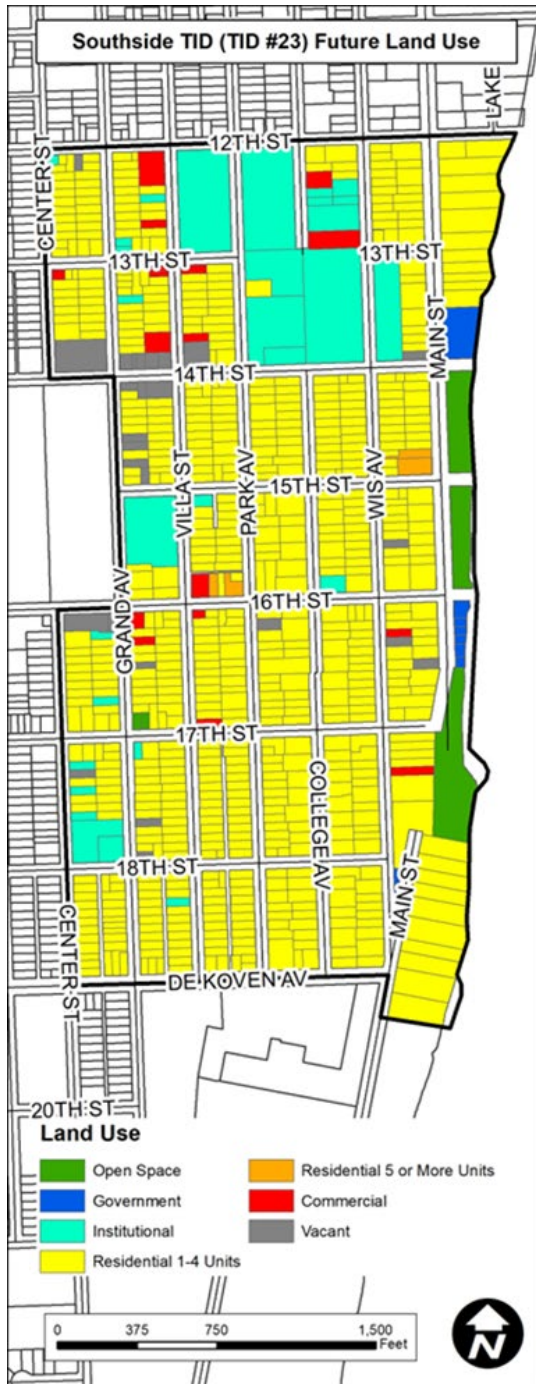 Southside TID (TID #23) Future Land Use
LAKE
12TH ST
CENTER ST
13TH ST
13TH ST
MAIN ST
14TH ST
VILLA ST
PARK AV
WIS AV
15TH ST
GRAND AV
16TH ST
17TH ST
COLLEGE AV
18TH ST
MAIN ST
CENTER ST
DE KOVEN AV
20TH ST
Land Use
Open Space
Government
Institutional
Residential 1-4 Units
Residential 5 or More Units
Commercial
Vacant
0 375 750 1,500
Feet
N